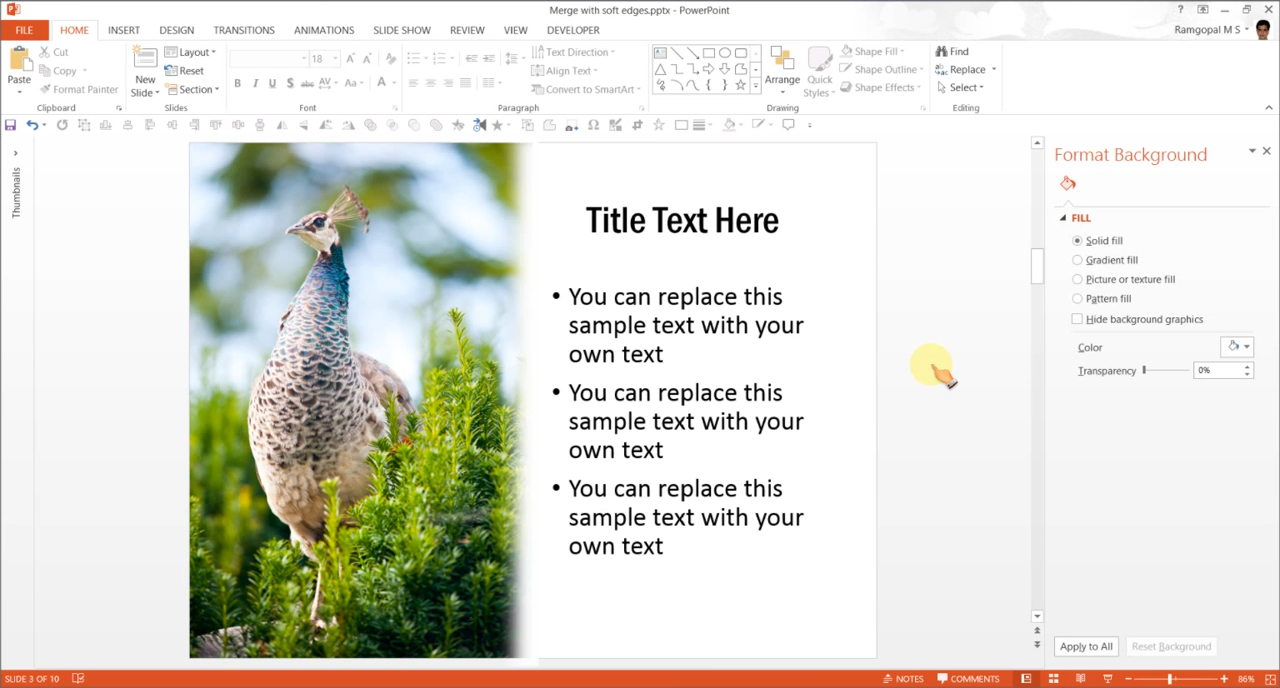 Merge with soft edges.pptx - PowerPoint
?
FILE HOME INSERT DESIGN TRANSITIONS ANIMATIONS SLIDE SHOW REVIEW VIEW DEVELOPER
Ramgopal M S
Paste
Cut
Copy
Format Painter
Clipboard
New
Slide
Layout
Reset
Section
Slides
18
B I U S abc AV Aa A
Font
Text Direction
Align Text
Convert to SmartArt
Paragraph
Arrange
Quick
Styles
Shape Fill
Shape Outline
Shape Effects
Drawing
Find
Replace
Select
Editing
Thumbnails
Title Text Here
• You can replace this
sample text with your
own text
• You can replace this
sample text with your
own text
• You can replace this
sample text with your
own text
Format Background
FILL
Solid fill
Gradient fill
Picture or texture fill
Pattern fill
Hide background graphics
Color
Transparency 0%
Apply to All Reset Background
SLIDE 3 OF 10
NOTES COMMENTS 86%